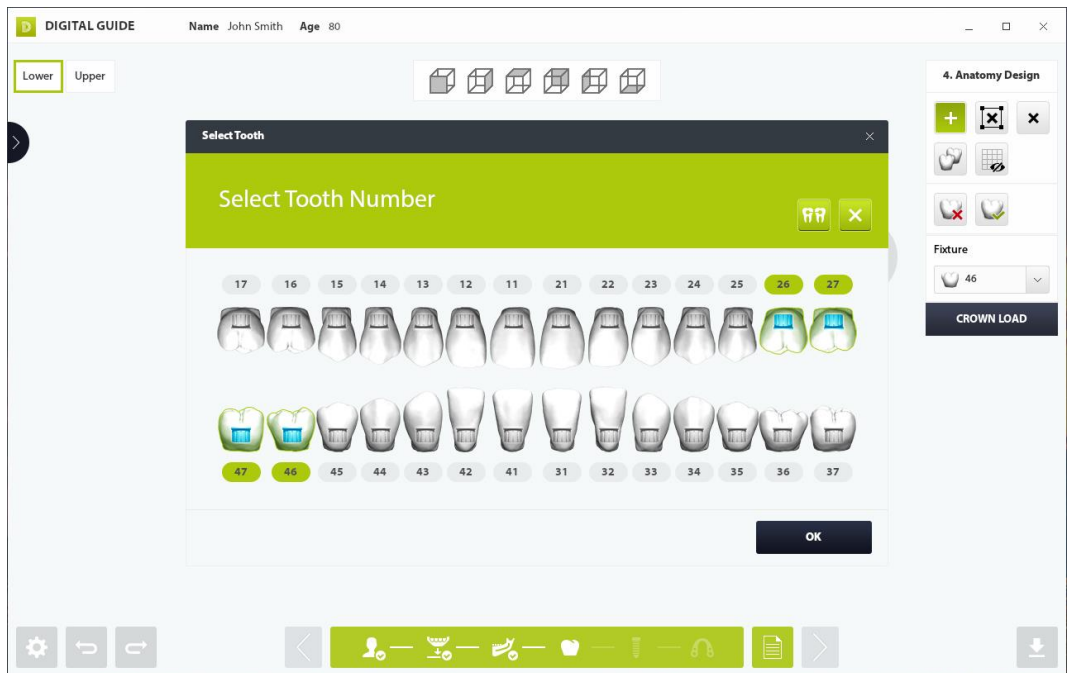 D DIGITAL GUIDE Name John Smith Age 80
Lower Upper
4. Anatomy Design
Select Tooth
Select Tooth Number
Fixture
46
CROWN LOAD
17 16 15 14 13 12 11 21 22 23 24 25 26 27
47 46 45 44 43 42 41 31 32 33 34 35 36 37
OK